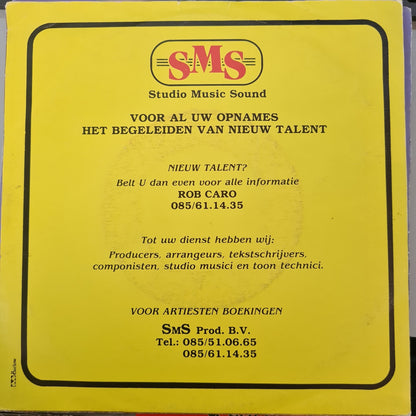 SMS
Studio Music Sound
VOOR AL UW OPNAMES
HET BEGELEIDEN VAN NIEUW TALENT
NIEUW TALENT?
Belt U dan even voor alle informatie
ROB CARO
085/61.14.35
Tot uw dienst hebben wij:
Producers, arrangeurs, tekstschrijvers,
componisten, studio musici en toon technici.
VOOR ARTIESTEN BOEKINGEN
SMS Prod. B.V.
Tel.: 085/51.06.65
085/61.14.35